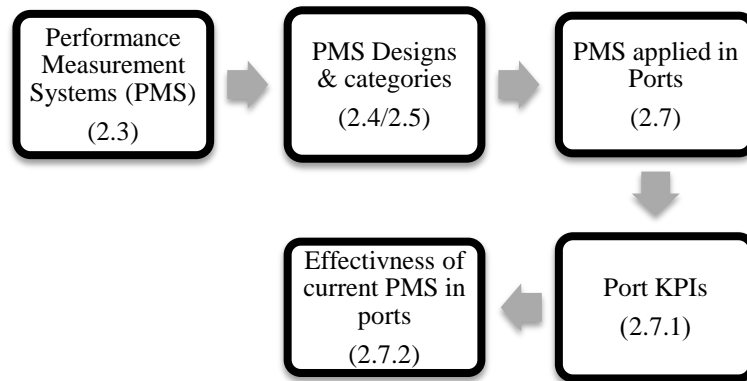 Performance
Measurement
Systems (PMS)
(2.3)
PMS Designs
& categories
(2.4/2.5)
PMS applied in
Ports
(2.7)
Port KPIs
(2.7.1)
Effectivness of
current PMS in
ports
(2.7.2)